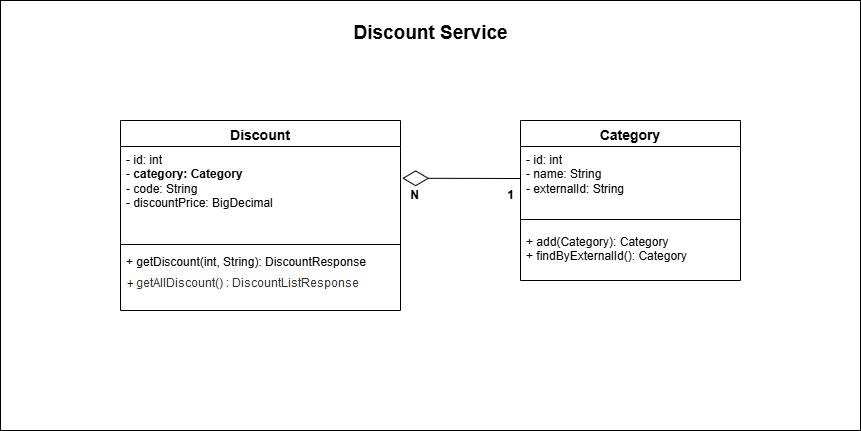 Discount Service
Discount
- id: int
- category: Category
- code: String
- discountPrice: BigDecimal
+ getDiscount(int, String): DiscountResponse
+ getAllDiscount() : DiscountListResponse
N
1
Category
- id: int
- name: String
- externalId: String
+ add(Category): Category
+ findByExternalId(): Category